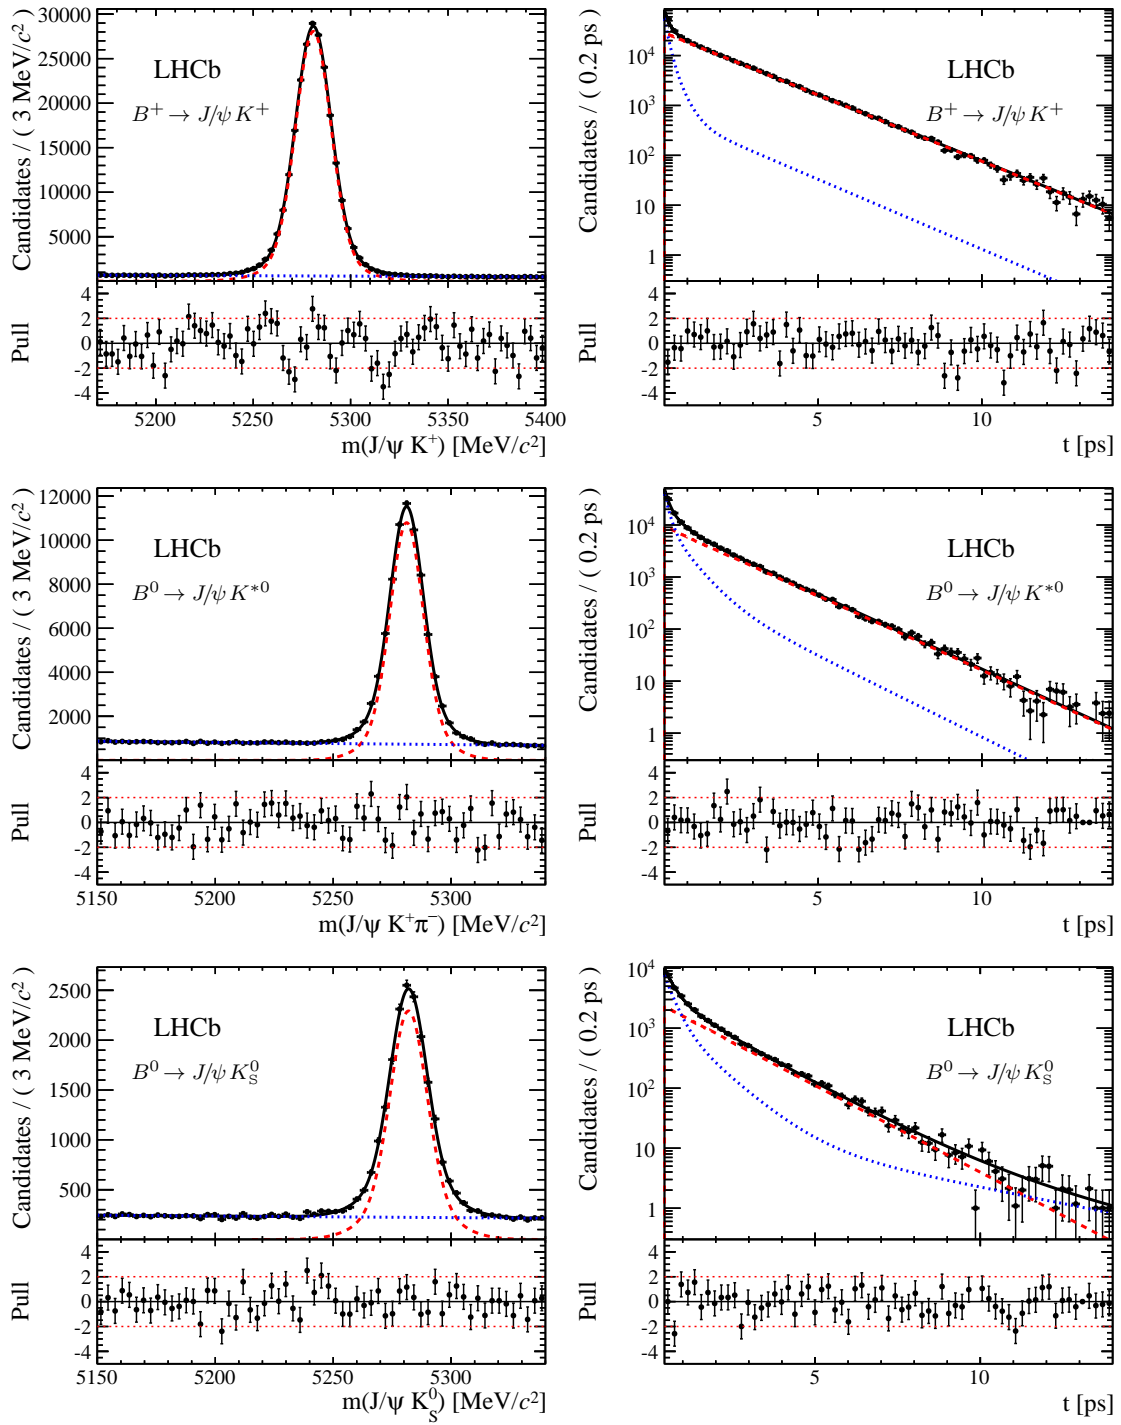 Candidates / ( 3 MeV/c²)
30000
25000
20000
15000
10000
5000
LHCb
B⁺ → J/ψ K⁺
Pull
4
2
0
-2
-4
5200 5250 5300 5350 5400
m(J/ψ K⁺) [MeV/c²]
Candidates / ( 0.2 ps )
10⁴
10³
10²
10
1
LHCb
B⁺ → J/ψ K⁺
Pull
4
2
0
-2
-4
5 10
t [ps]
Candidates / ( 3 MeV/c²)
12000
10000
8000
6000
4000
2000
LHCb
B⁰ → J/ψ K*⁰
Pull
4
2
0
-2
-4
5150 5200 5250 5300
m(J/ψ K⁺π⁻) [MeV/c²]
Candidates / ( 0.2 ps )
10⁴
10³
10²
10
1
LHCb
B⁰ → J/ψ K*⁰
Pull
4
2
0
-2
-4
5 10
t [ps]
Candidates / ( 3 MeV/c²)
2500
2000
1500
1000
500
LHCb
B⁰ → J/ψ K_S⁰
Pull
4
2
0
-2
-4
5150 5200 5250 5300
m(J/ψ K_S⁰) [MeV/c²]
Candidates / ( 0.2 ps )
10⁴
10³
10²
10
1
LHCb
B⁰ → J/ψ K_S⁰
Pull
4
2
0
-2
-4
5 10
t [ps]